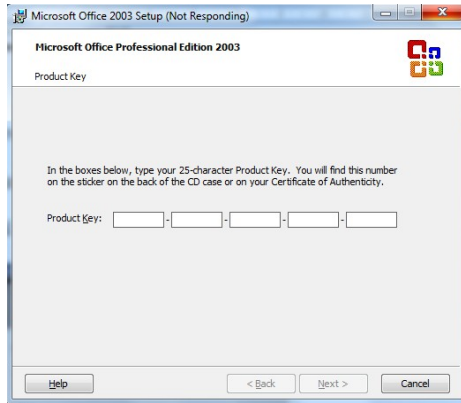 Microsoft Office 2003 Setup (Not Responding)
Microsoft Office Professional Edition 2003
Product Key
In the boxes below, type your 25-character Product Key. You will find this number
on the sticker on the back of the CD case or on your Certificate of Authenticity.
Product Key: - - - -
Help < Back Next > Cancel